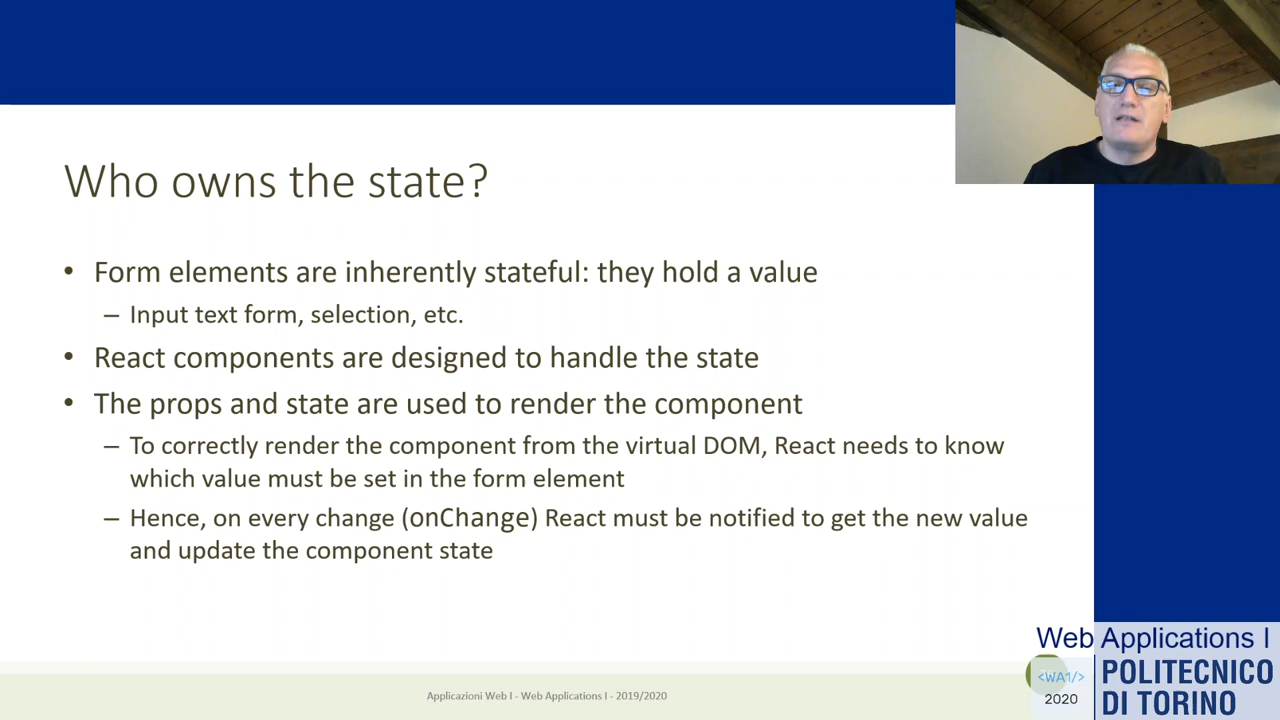 Who owns the state?
• Form elements are inherently stateful: they hold a value
– Input text form, selection, etc.
• React components are designed to handle the state
• The props and state are used to render the component
– To correctly render the component from the virtual DOM, React needs to know
which value must be set in the form element
– Hence, on every change (onChange) React must be notified to get the new value
and update the component state
Applicazioni Web I - Web Applications I - 2019/2020
Web Applications I
<WA1/>
2020
POLITECNICO
DI TORINO